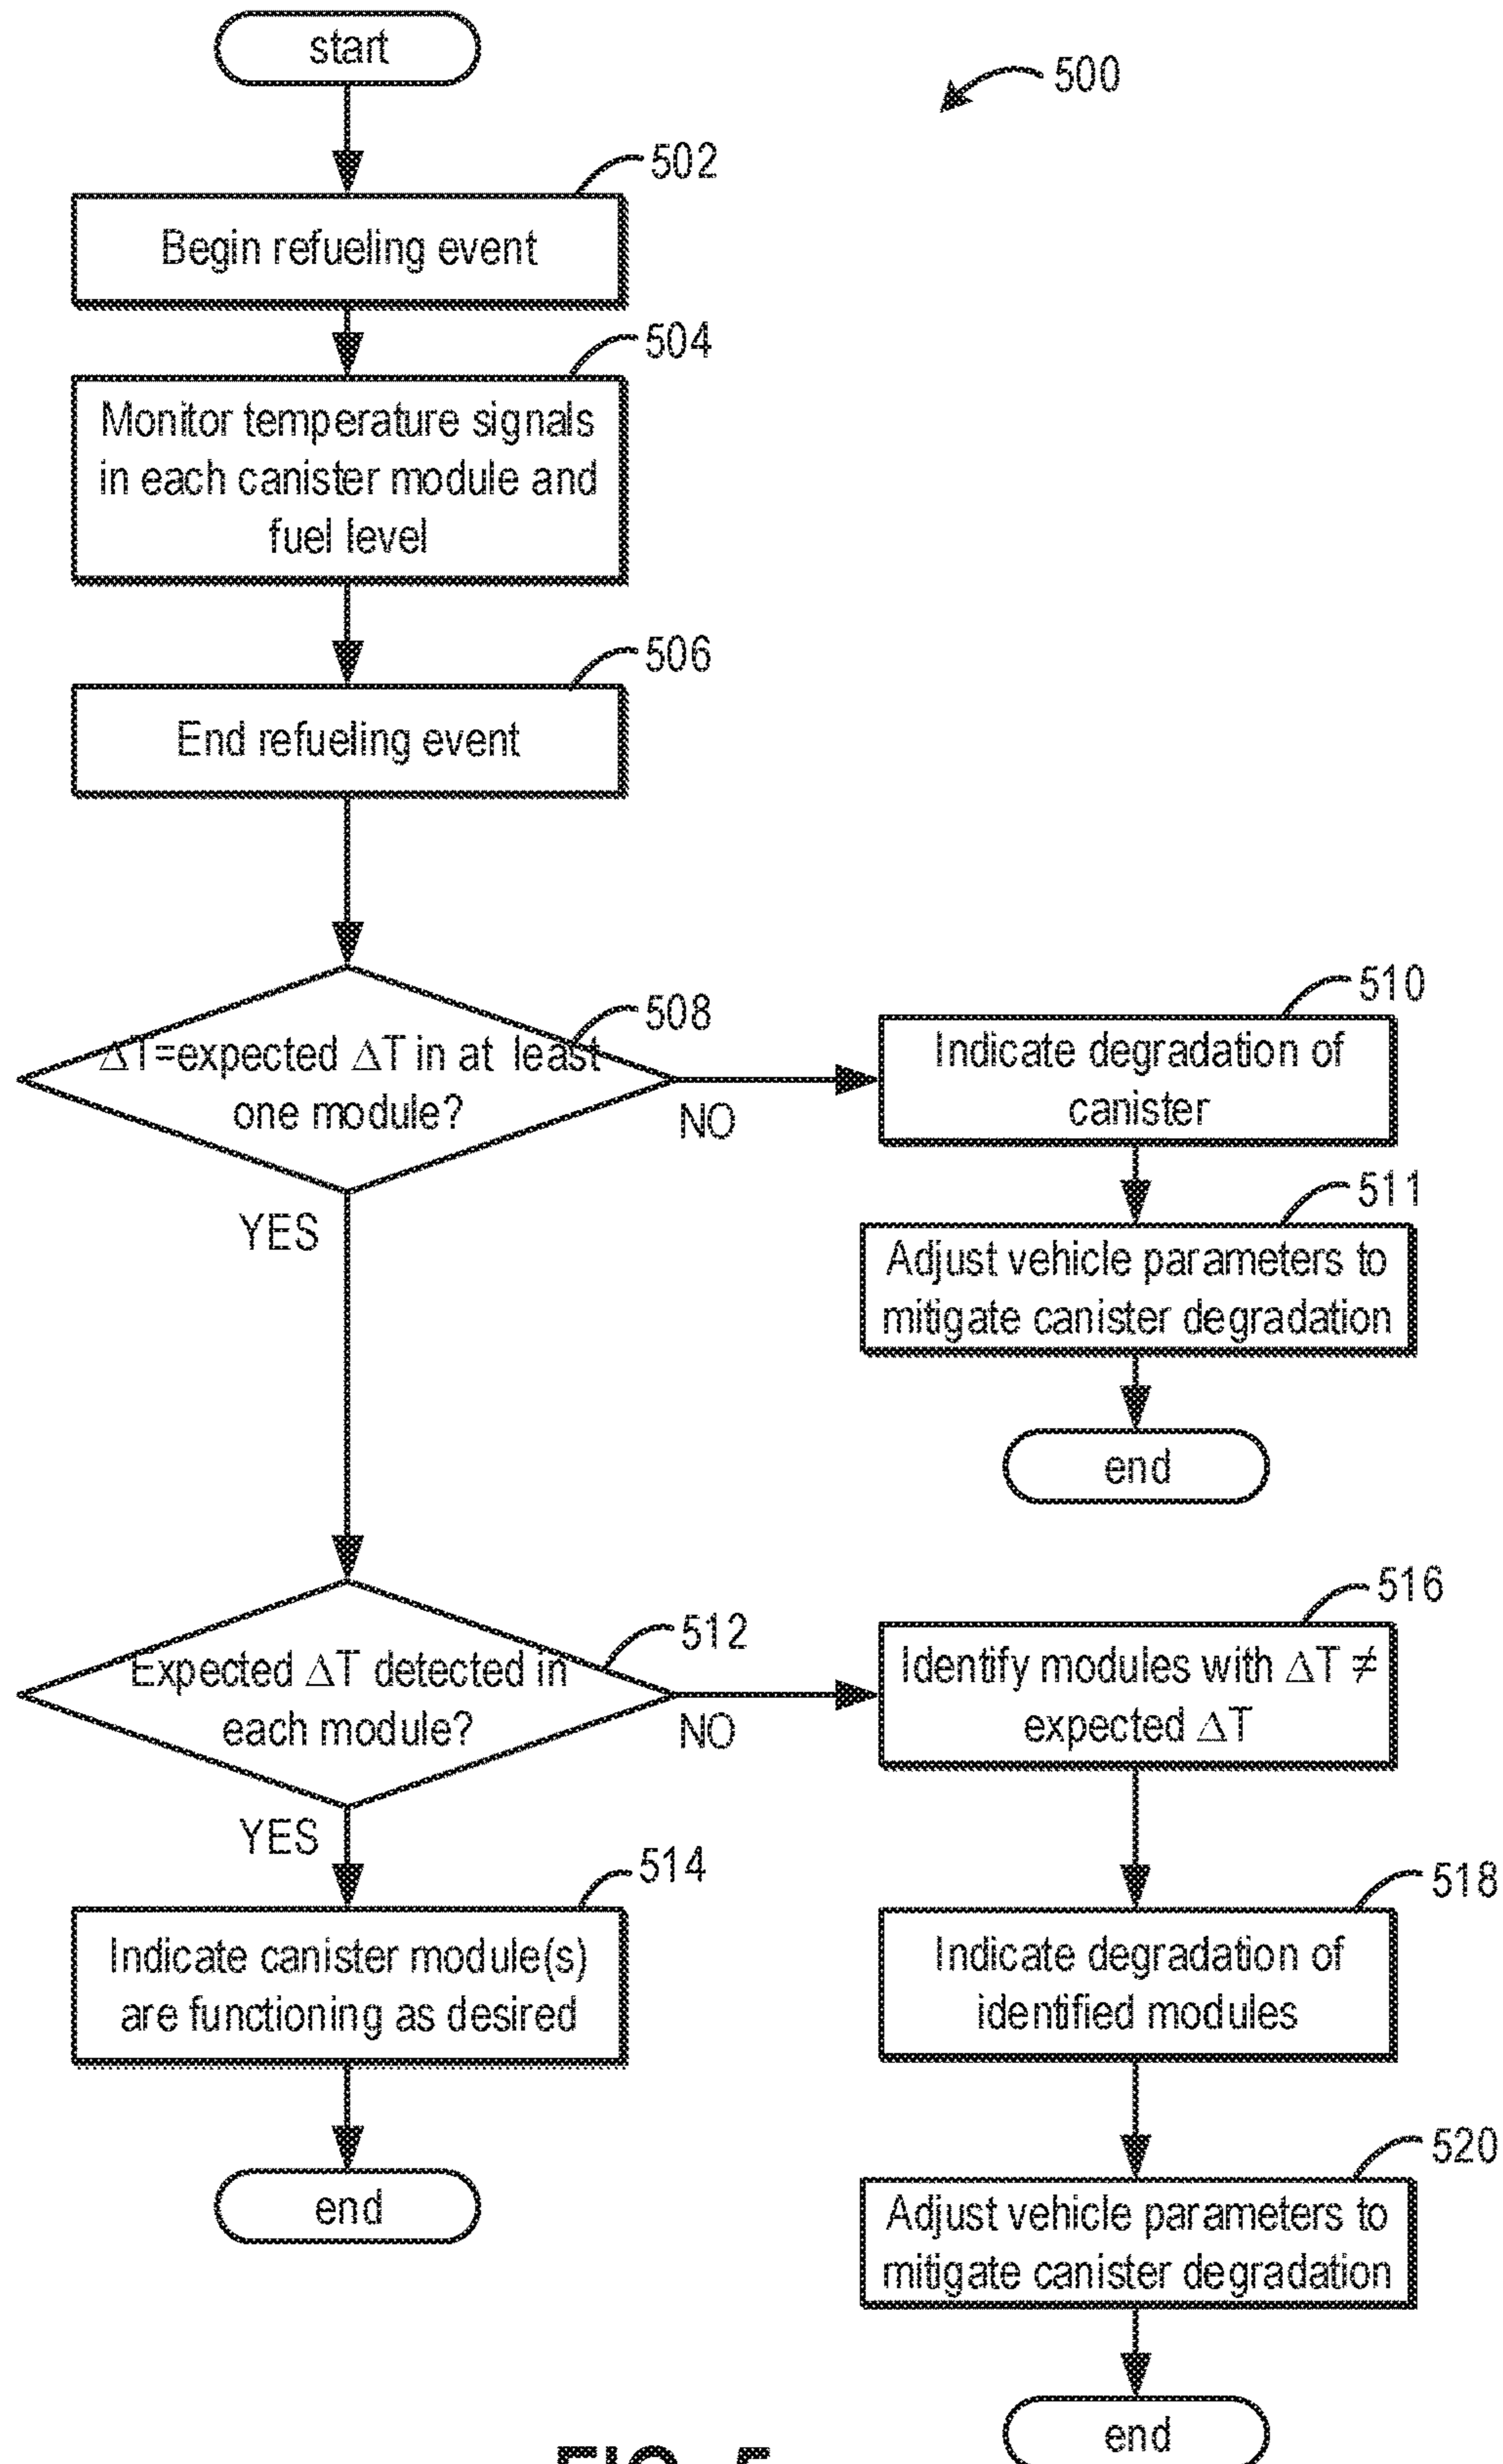 start
500
502
Begin refueling event
504
Monitor temperature signals
in each canister module and
fuel level
506
End refueling event
508
ΔT=expected ΔT in at least
one module?
NO
YES
510
Indicate degradation of
canister
511
Adjust vehicle parameters to
mitigate canister degradation
end
512
Expected ΔT detected in
each module?
NO
YES
514
Indicate canister module(s)
are functioning as desired
end
516
Identify modules with ΔT ≠
expected ΔT
518
Indicate degradation of
identified modules
520
Adjust vehicle parameters to
mitigate canister degradation
end
FIG. 5